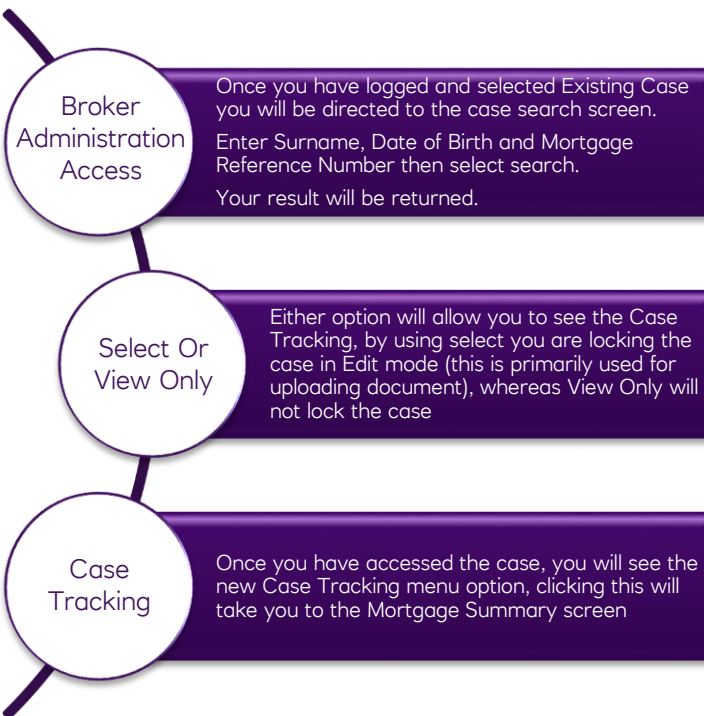 Broker
Administration
Access
Once you have logged and selected Existing Case
you will be directed to the case search screen.
Enter Surname, Date of Birth and Mortgage
Reference Number then select search.
Your result will be returned.
Select Or
View Only
Either option will allow you to see the Case
Tracking, by using select you are locking the
case in Edit mode (this is primarily used for
uploading document), whereas View Only will
not lock the case
Case
Tracking
Once you have accessed the case, you will see the
new Case Tracking menu option, clicking this will
take you to the Mortgage Summary screen